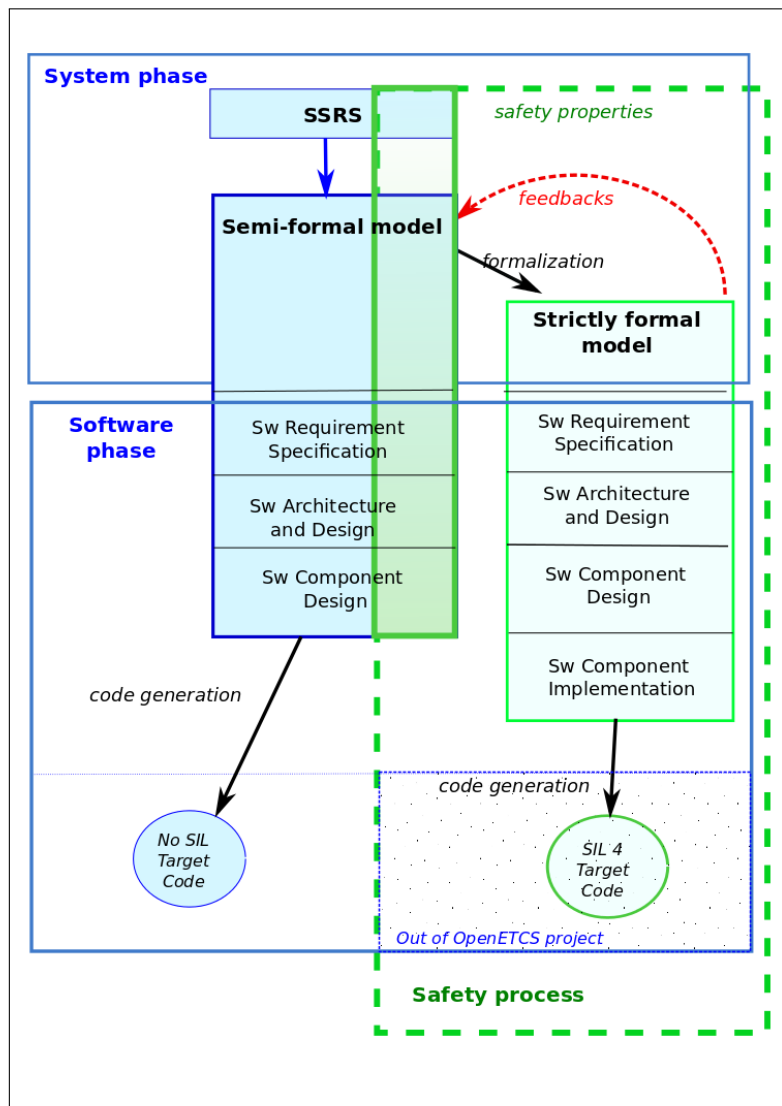 System phase
SSRS
safety properties
feedbacks
Semi-formal model
formalization
Strictly formal
model
Software
phase
Sw Requirement
Specification
Sw Architecture
and Design
Sw Component
Design
Sw Requirement
Specification
Sw Architecture
and Design
Sw Component
Design
Sw Component
Implementation
code generation
code generation
No SIL
Target
Code
SIL 4
Target
Code
Out of OpenETCS project
Safety process